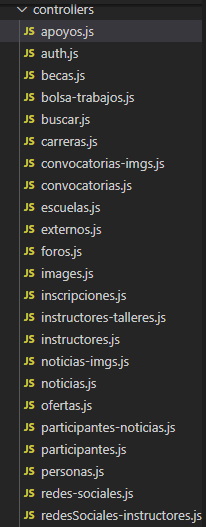 controllers
JS apoyos.js
JS auth.js
JS becas.js
JS bolsa-trabajos.js
JS buscar.js
JS carreras.js
JS convocatorias-imgs.js
JS convocatorias.js
JS escuelas.js
JS externos.js
JS foros.js
JS images.js
JS inscripciones.js
JS instructores-talleres.js
JS instructores.js
JS noticias-imgs.js
JS noticias.js
JS ofertas.js
JS participantes-noticias.js
JS participantes.js
JS personas.js
JS redes-sociales.js
JS redesSociales-instructores.js